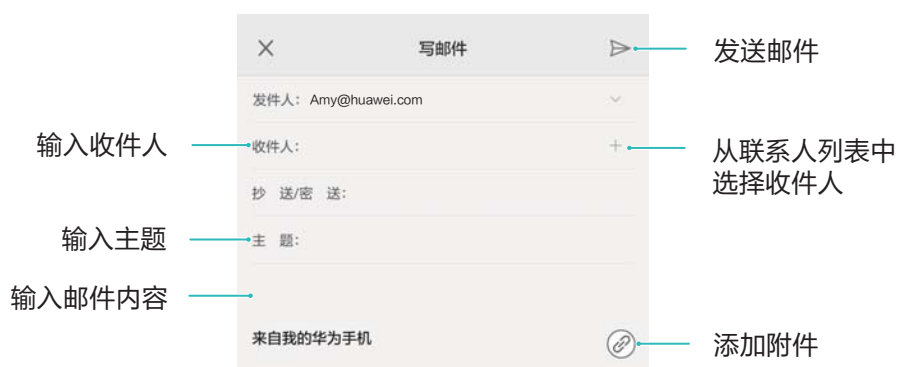 写邮件
发送邮件
发件人: Amy@huawei.com
输入收件人
收件人:
从联系人列表中
选择收件人
抄 送/密 送:
输入主题
主 题:
输入邮件内容
来自我的华为手机
添加附件